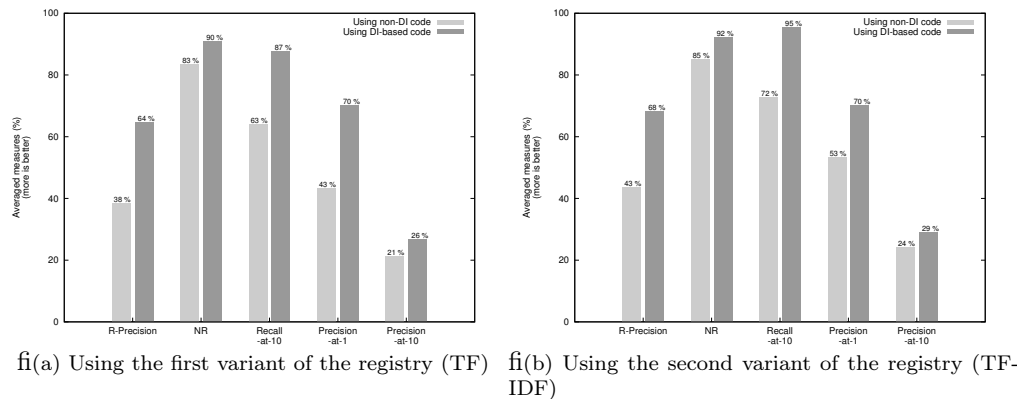 100
80
60
40
20
0
Averaged measures (%)
(more is better)
Using non-DI code
Using DI-based code
38 %
64 %
83 %
90 %
63 %
87 %
43 %
70 %
21 %
26 %
R-Precision
NR
Recall
-at-10
Precision
-at-1
Precision
-at-10
fi(a) Using the first variant of the registry (TF)
100
80
60
40
20
0
Averaged measures (%)
(more is better)
Using non-DI code
Using DI-based code
43 %
68 %
85 %
92 %
72 %
95 %
53 %
70 %
24 %
29 %
R-Precision
NR
Recall
-at-10
Precision
-at-1
Precision
-at-10
fi(b) Using the second variant of the registry (TF-
IDF)